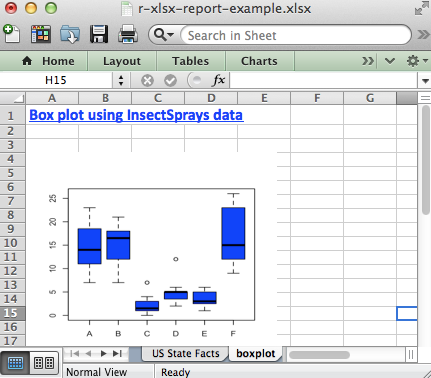 r-xlsx-report-example.xlsx
Search in Sheet
Home Layout Tables Charts
H15 fx
A B C D E F G
1 Box plot using InsectSprays data
2
3
4
5
6
7
8
9
10
11
12
13
14
15
16
17
25
20
15
10
5
0
A B C D E F
US State Facts boxplot
Normal View Ready